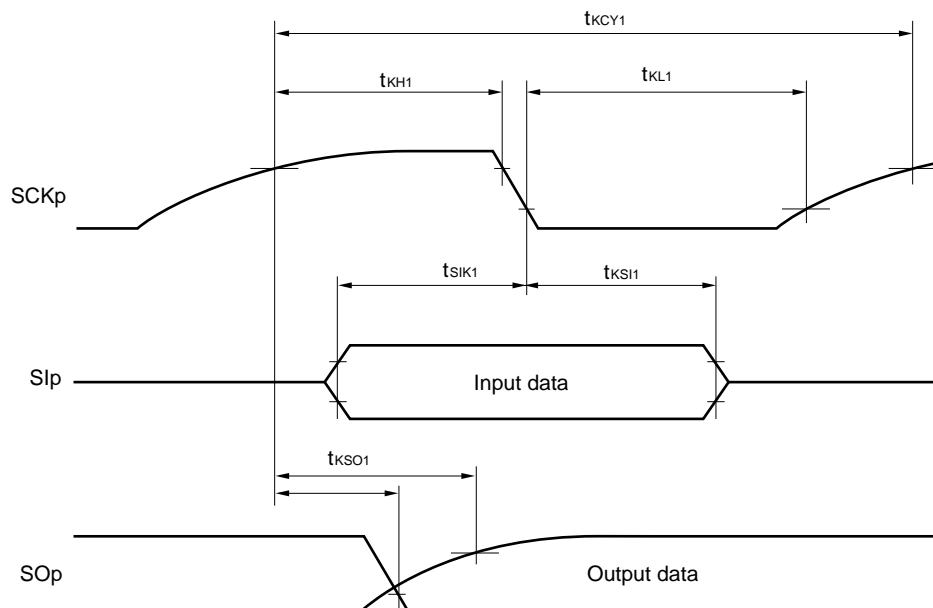 tKCY1
tKH1
tKL1
SCKp
tSIK1
tKSI1
SIp
Input data
tKSO1
SOp
Output data